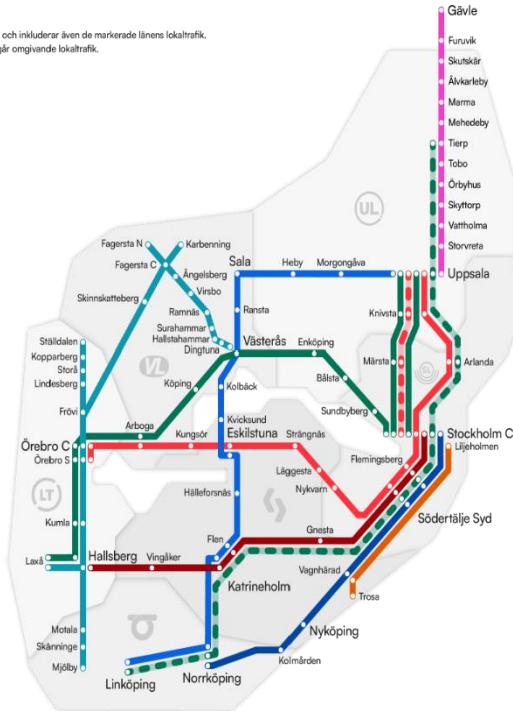 och inkluderar även de markerade länens lokaltrafik.
går omgivande lokaltrafik.
Gävle
Furuvik
Skutskär
Älvkarleby
Marma
Mehedeby
Tierp
Tobo
Örbyhus
Skyttorp
Vattholma
Storvreta
Uppsala
UL
Fagersta N
Karbenning
Fagersta C
Ängelsberg
Virsbo
Skinnskatteberg
Ramnäs
Surahammar
Hallstahammar
Dingtuna
Sala
Heby
Morgongåva
Ransta
Knivsta
Västerås
Enköping
Märsta
SL
Arlanda
Ställdalen
Kopparberg
Storå
Lindesberg
VL
Köping
Kolbäck
Bålsta
Sundbyberg
Frövi
Arboga
Kvicksund
Örebro C
Kungsör
Eskilstuna
Strängnäs
Stockholm C
Liljeholmen
Örebro S
Läggesta
Flemingsberg
Nykvarn
LT
Hälleforsnäs
Södertälje Syd
Kumla
Flen
Gnesta
Laxå
Hallsberg
Vingåker
Katrineholm
Vagnhärad
Trosa
Motala
Skänninge
Mjölby
Nyköping
Linköping
Norrköping
Kolmården